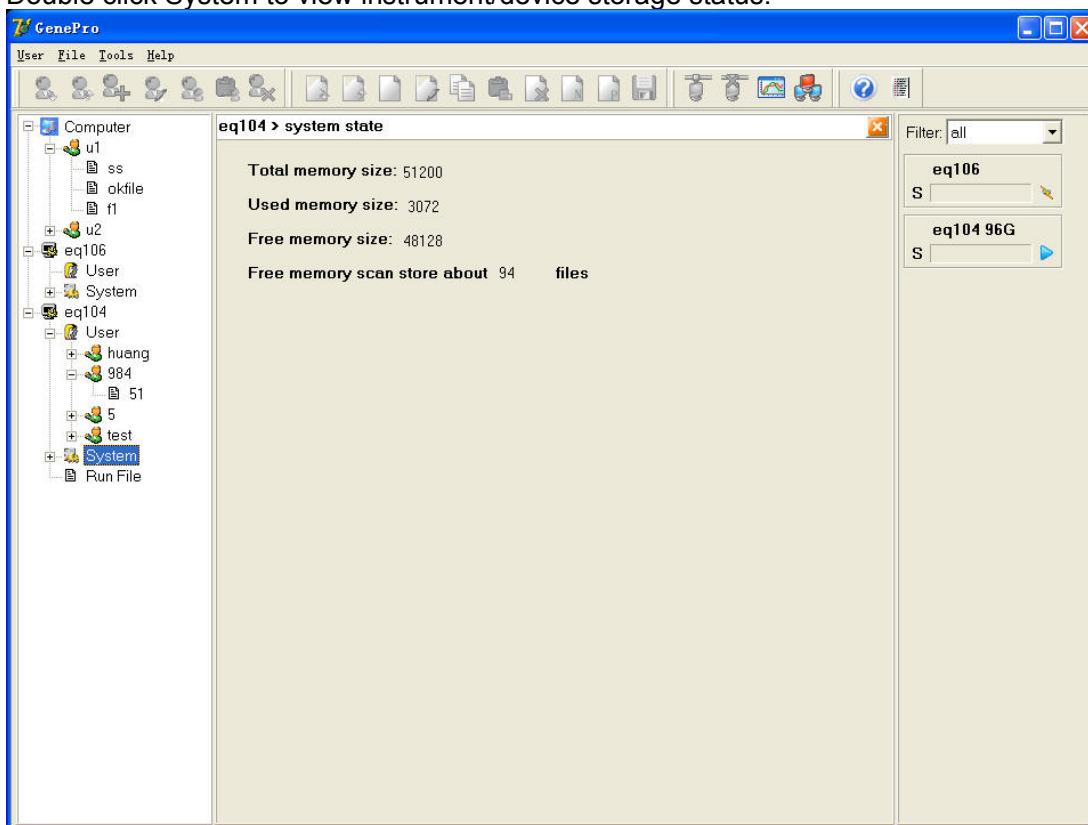 Double click System to view instrument/device storage status.
GenePro
User File Tools Help
Computer
u1
ss
okfile
f1
u2
eq106
User
System
eq104
User
huang
984
51
5
test
System
Run File
eq104 > system state
Total memory size: 51200
Used memory size: 3072
Free memory size: 48128
Free memory scan store about 94 files
Filter: all
eq106
S
eq104 96G
S